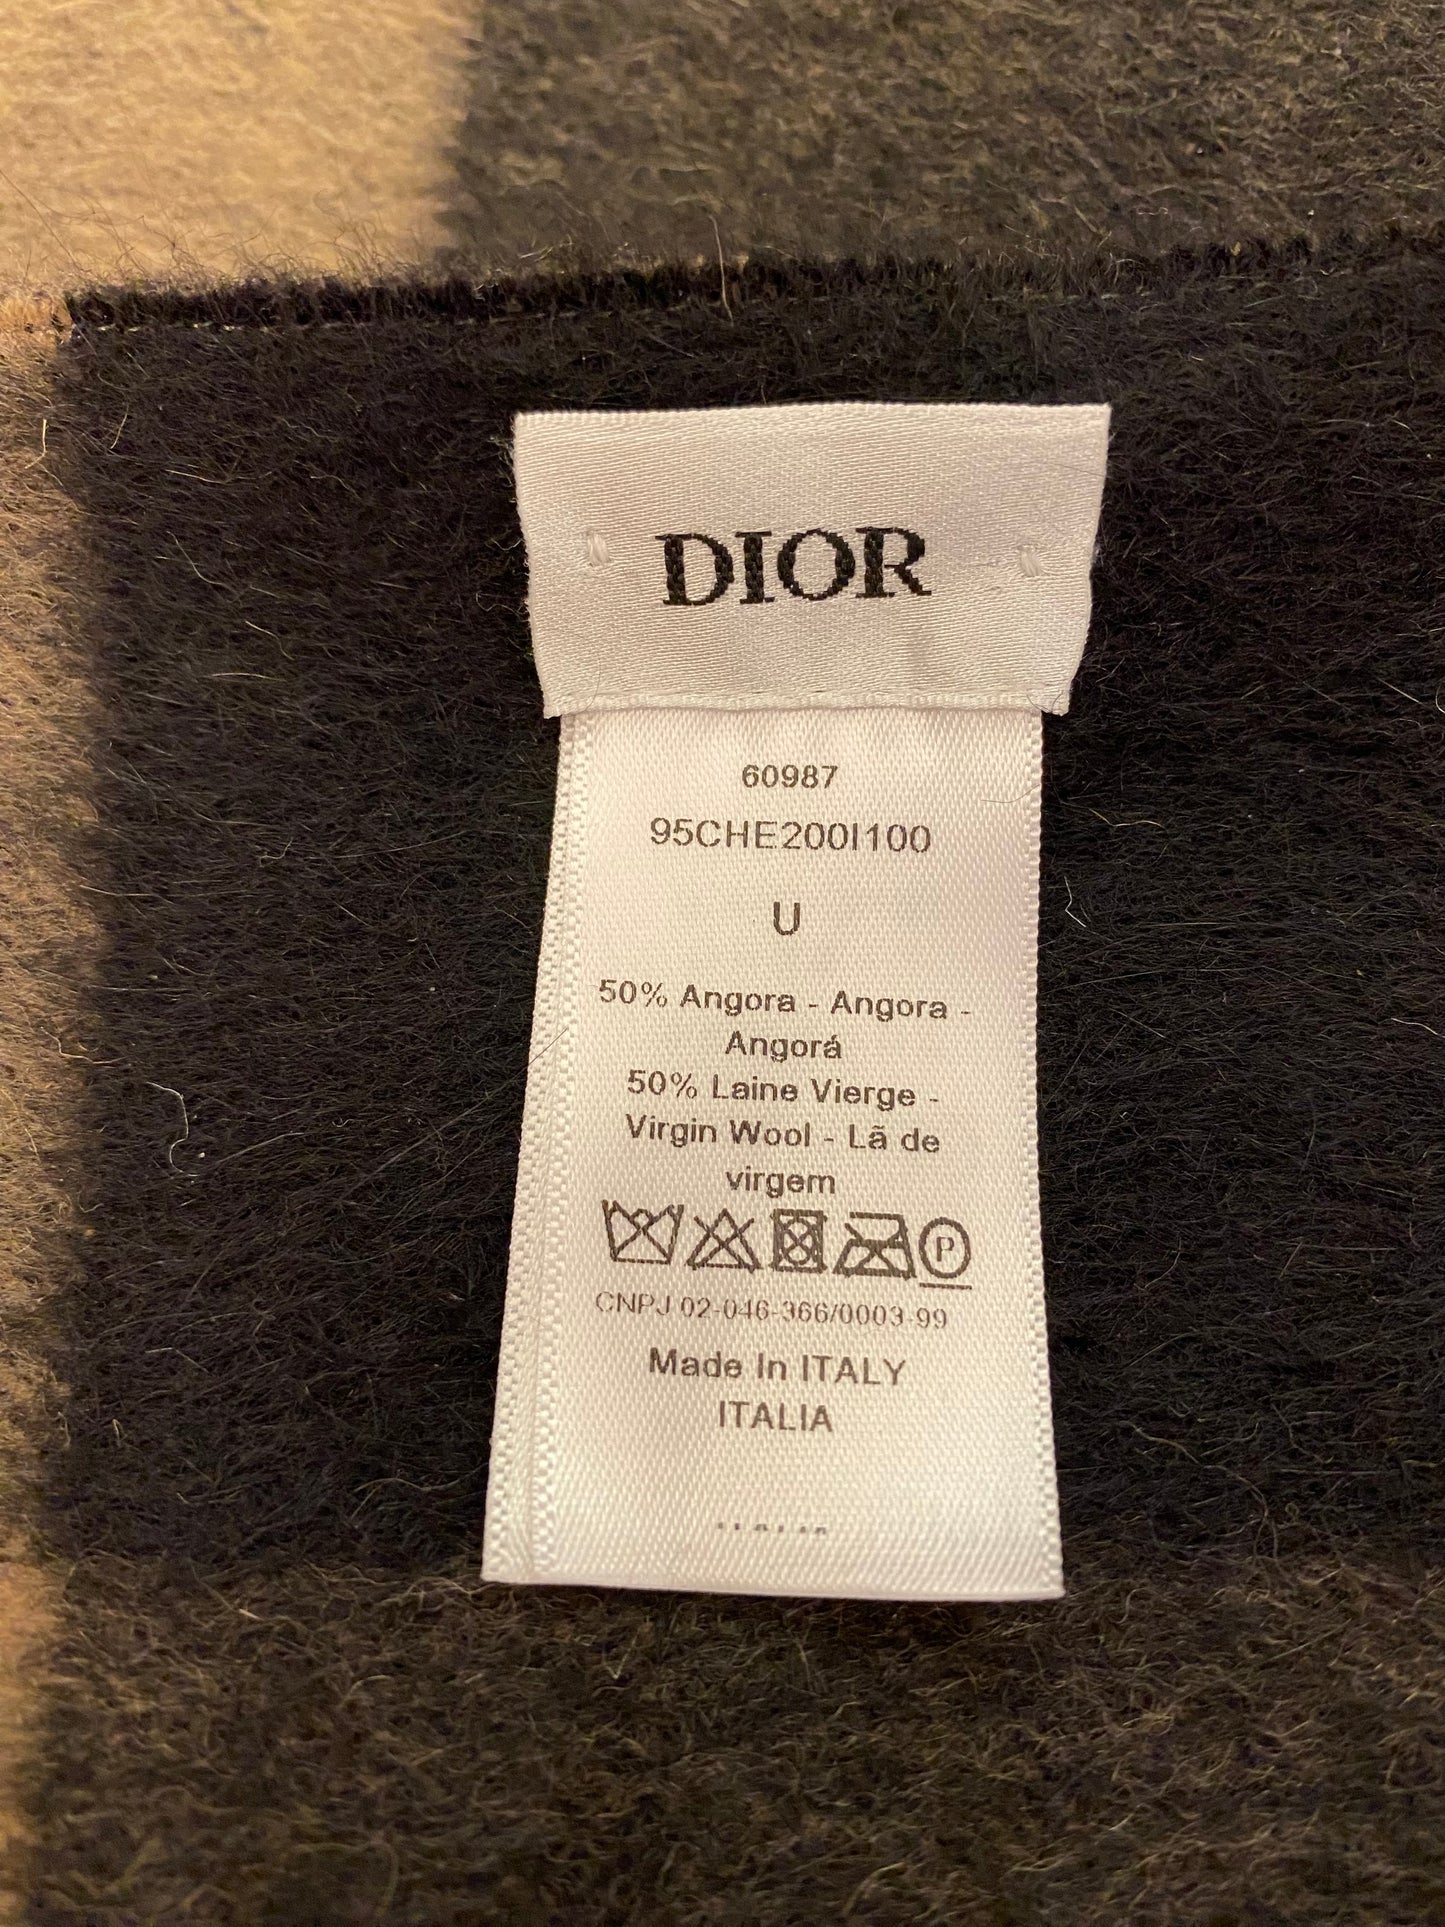 DIOR
60987
95CHE200I100
U
50% Angora - Angora -
Angorá
50% Laine Vierge -
Virgin Wool - Lã de
virgem
P
CNPJ 02-046-366/0003-99
Made In ITALY
ITALIA